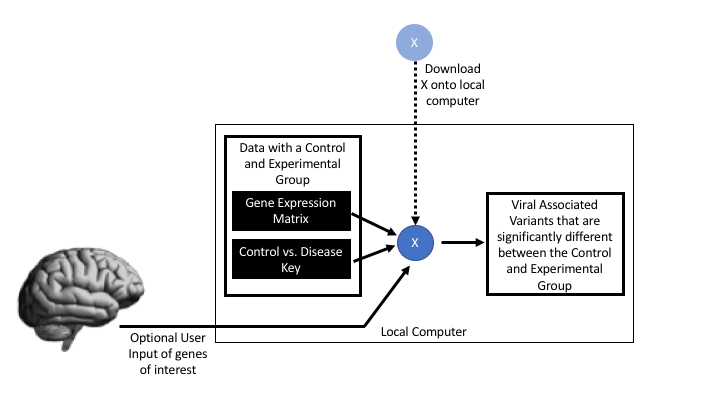 X
Download
X onto local
computer
Data with a Control
and Experimental
Group
Gene Expression
Matrix
Control vs. Disease
Key
X
Viral Associated
Variants that are
significantly different
between the Control
and Experimental
Group
Local Computer
Optional User
Input of genes
of interest